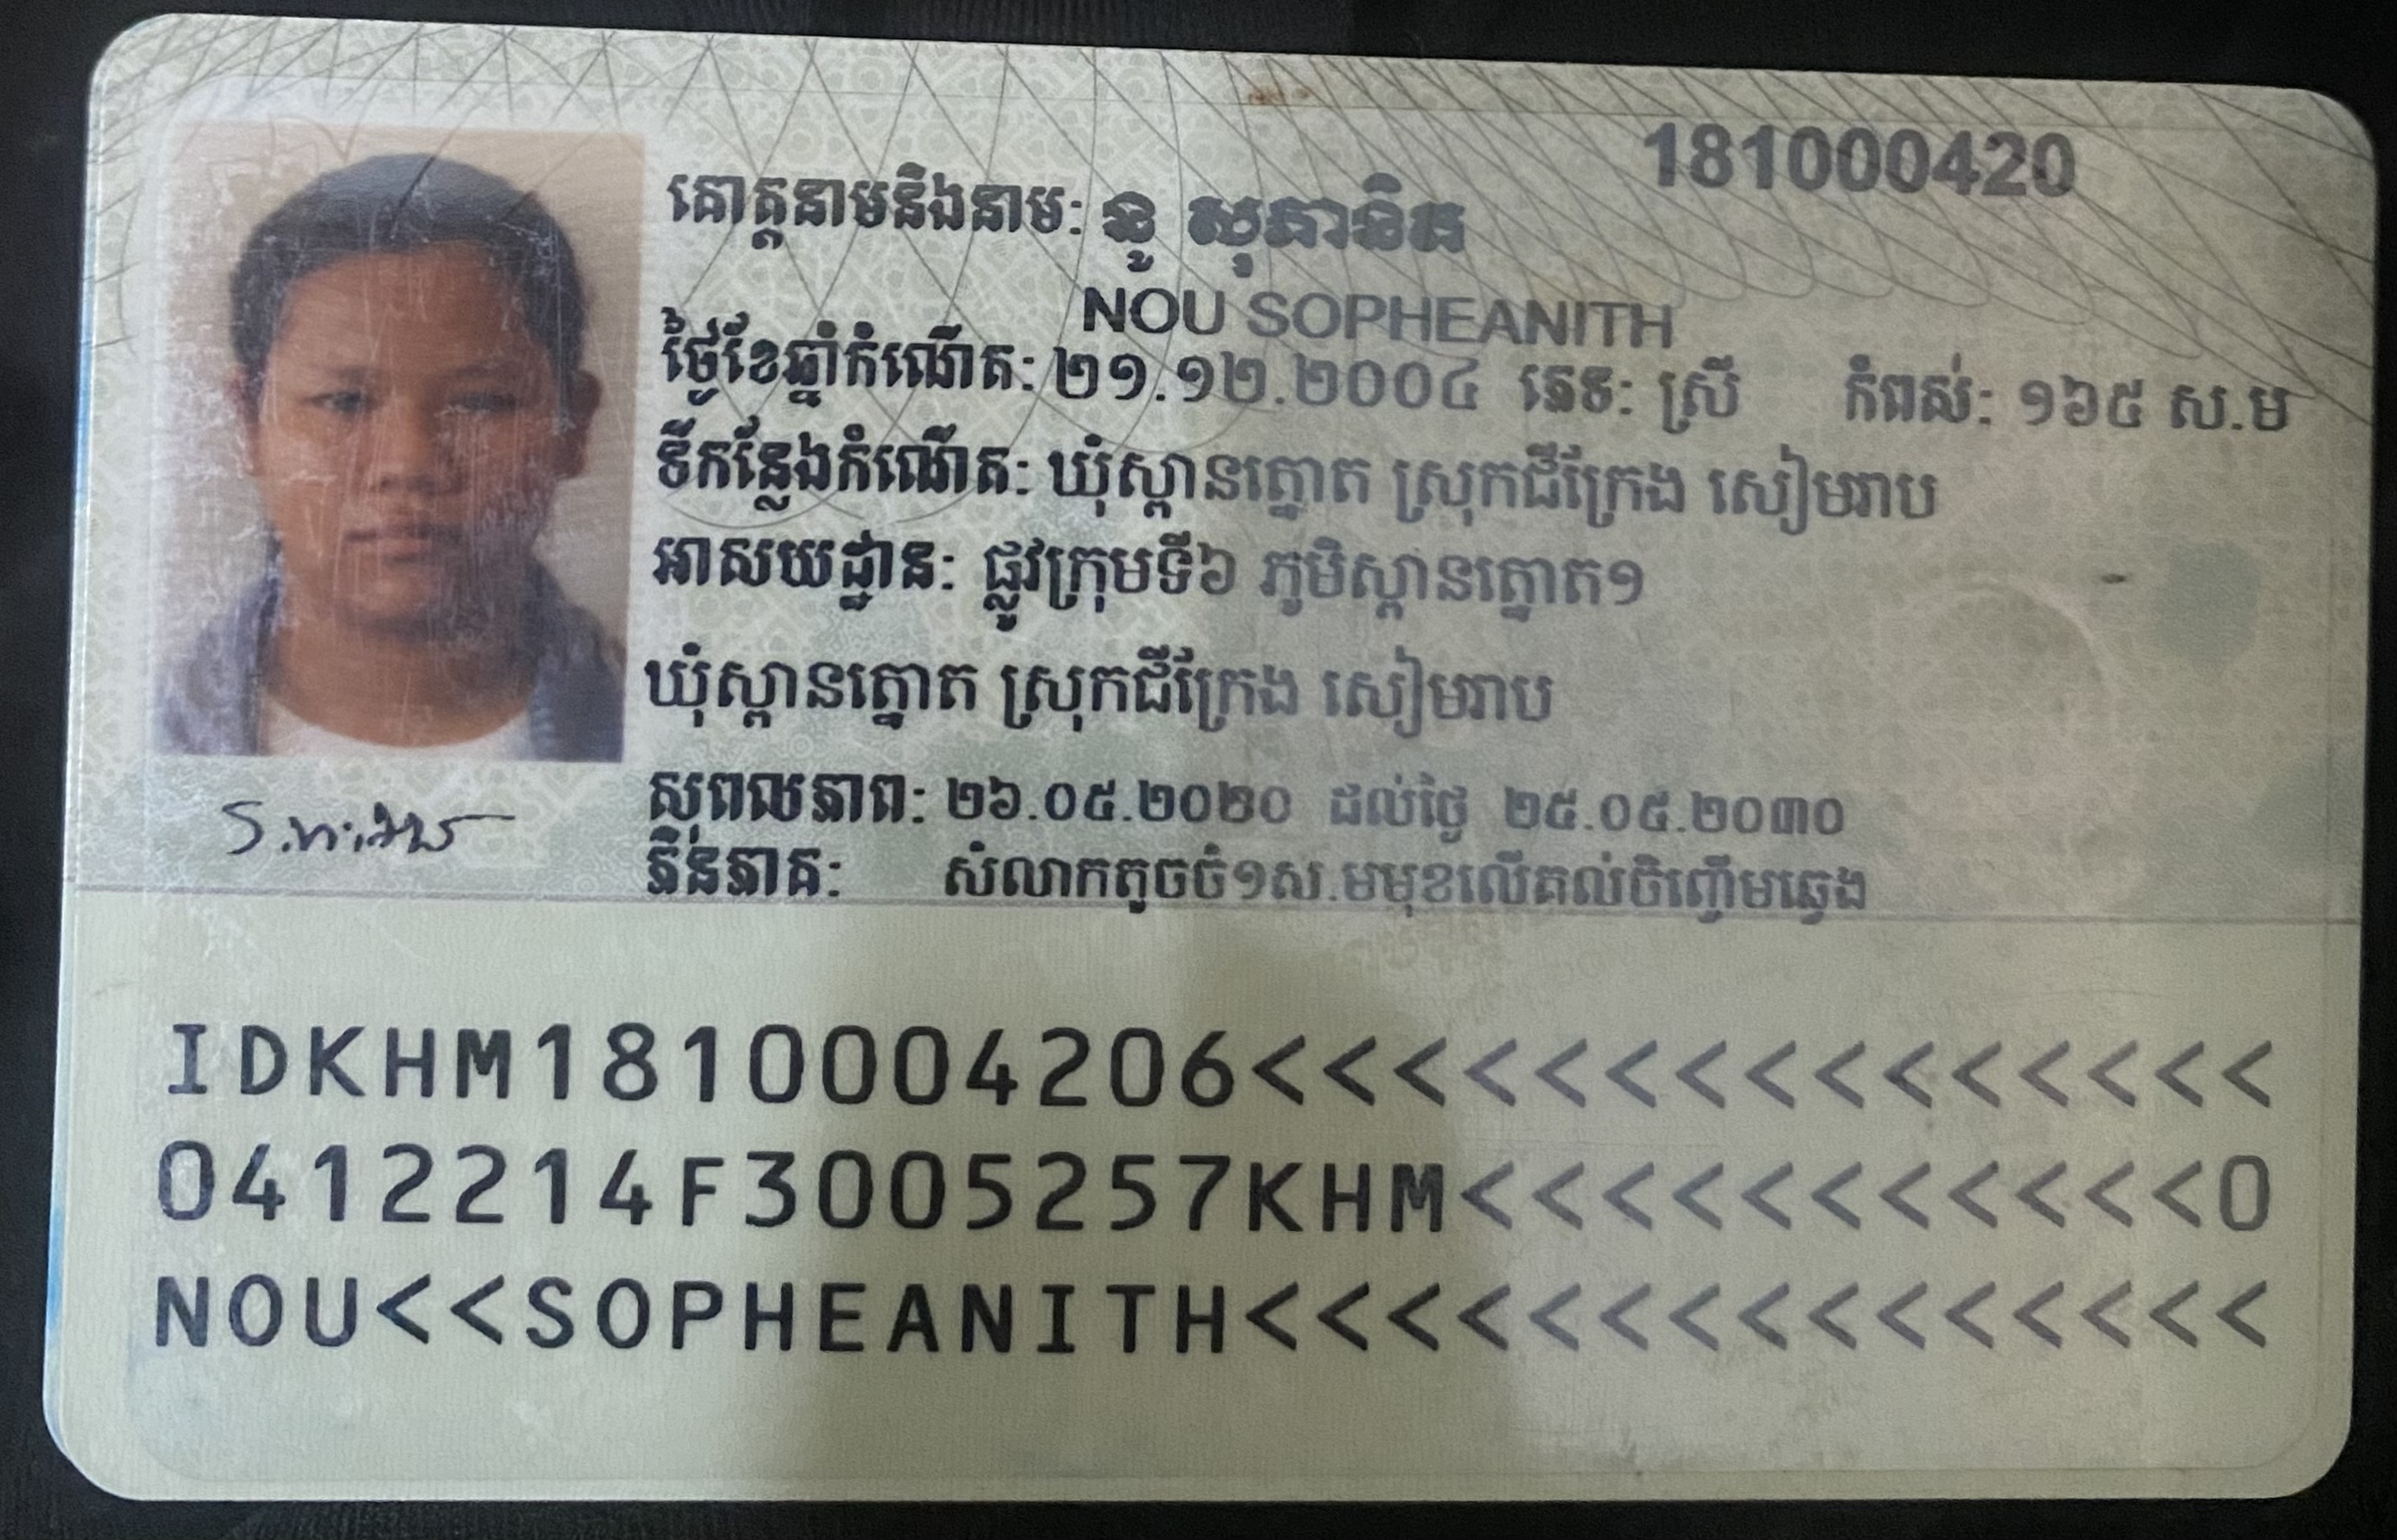 181000420
គោត្តនាមនិងនាម: នូ សុភានិត
NOU SOPHEANITH
ថ្ងៃខែឆ្នាំកំណើត: ២១.១២.២០០៤ ភេទ: ស្រី កំពស់: ១៦៥ ស.ម
ទីកន្លែងកំណើត: ឃុំស្ពានត្នោត ស្រុកជីក្រែង សៀមរាប
អាសយដ្ឋាន: ផ្លូវក្រុមទី៦ ភូមិស្ពានត្នោត១
ឃុំស្ពានត្នោត ស្រុកជីក្រែង សៀមរាប
សុពលភាព: ២៦.០៥.២០២០ ដល់ថ្ងៃ ២៥.០៥.២០៣០
ភិនភាគ: សំលាកតូចចំ១ស.មមុខលើគល់ចិញ្ចើមឆ្វេង
IDKHM1810004206<<<<<<<<<<<<<<<
0412214F3005257KHM<<<<<<<<<<<0
NOU<<SOPHEANITH<<<<<<<<<<<<<<<